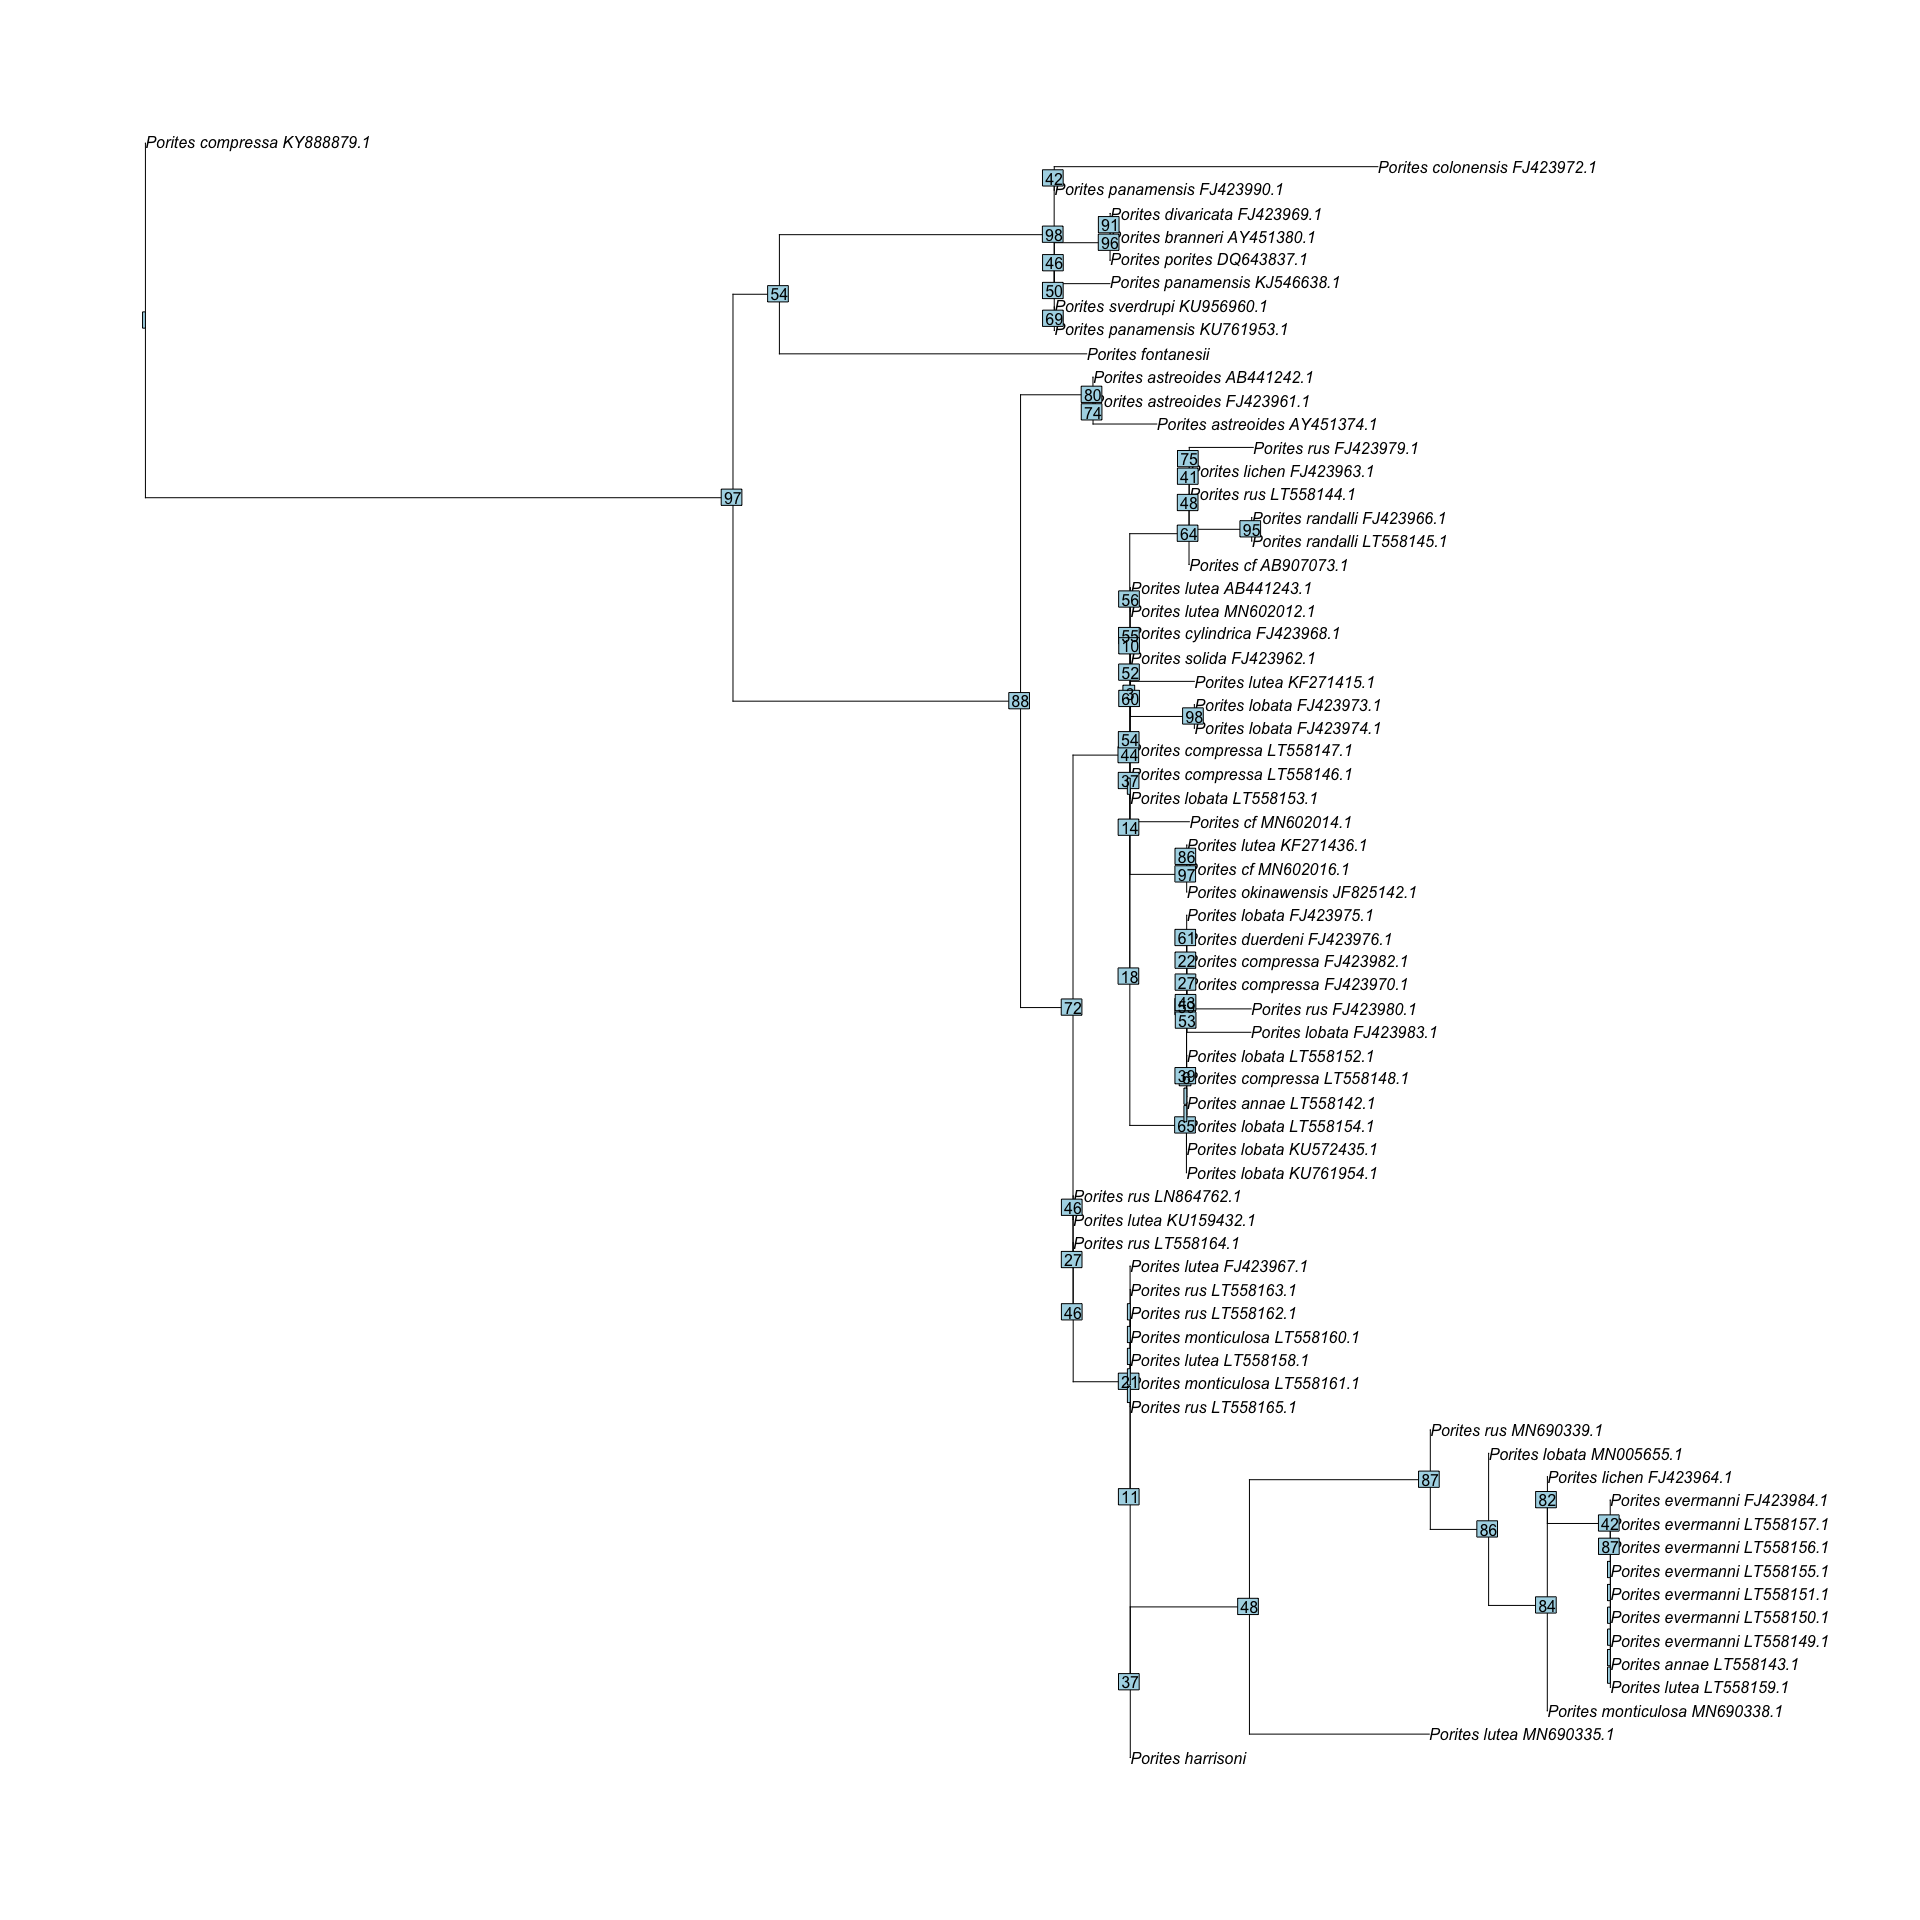 Porites compressa KY888879.1
Porites colonensis FJ423972.1
42
Porites panamensis FJ423990.1
Porites divaricata FJ423969.1
91
98
Porites branneri AY451380.1
96
Porites porites DQ643837.1
46
Porites panamensis KJ546638.1
50
54
Porites sverdrupi KU956960.1
69
Porites panamensis KU761953.1
Porites fontanesii
Porites astreoides AB441242.1
80
Porites astreoides FJ423961.1
74
Porites astreoides AY451374.1
Porites rus FJ423979.1
75
Porites lichen FJ423963.1
41
Porites rus LT558144.1
97
48
Porites randalli FJ423966.1
95
64
Porites randalli LT558145.1
Porites cf AB907073.1
Porites lutea AB441243.1
56
Porites lutea MN602012.1
Porites cylindrica FJ423968.1
55
10
Porites solida FJ423962.1
52
Porites lutea KF271415.1
3
60
88
Porites lobata FJ423973.1
98
Porites lobata FJ423974.1
54
Porites compressa LT558147.1
44
Porites compressa LT558146.1
37
Porites lobata LT558153.1
Porites cf MN602014.1
14
Porites lutea KF271436.1
86
Porites cf MN602016.1
97
Porites okinawensis JF825142.1
Porites lobata FJ423975.1
61
Porites duerdeni FJ423976.1
22
Porites compressa FJ423982.1
18
27
Porites compressa FJ423970.1
43
72
Porites rus FJ423980.1
53
Porites lobata FJ423983.1
Porites lobata LT558152.1
39
Porites compressa LT558148.1
Porites annae LT558142.1
65
Porites lobata LT558154.1
Porites lobata KU572435.1
Porites lobata KU761954.1
Porites rus LN864762.1
46
Porites lutea KU159432.1
Porites rus LT558164.1
27
Porites lutea FJ423967.1
Porites rus LT558163.1
46
Porites rus LT558162.1
Porites monticulosa LT558160.1
Porites lutea LT558158.1
21
Porites monticulosa LT558161.1
Porites rus LT558165.1
Porites rus MN690339.1
Porites lobata MN005655.1
87
Porites lichen FJ423964.1
11
82
Porites evermanni FJ423984.1
42
Porites evermanni LT558157.1
86
87
Porites evermanni LT558156.1
Porites evermanni LT558155.1
Porites evermanni LT558151.1
48
84
Porites evermanni LT558150.1
Porites evermanni LT558149.1
Porites annae LT558143.1
37
Porites lutea LT558159.1
Porites monticulosa MN690338.1
Porites lutea MN690335.1
Porites harrisoni